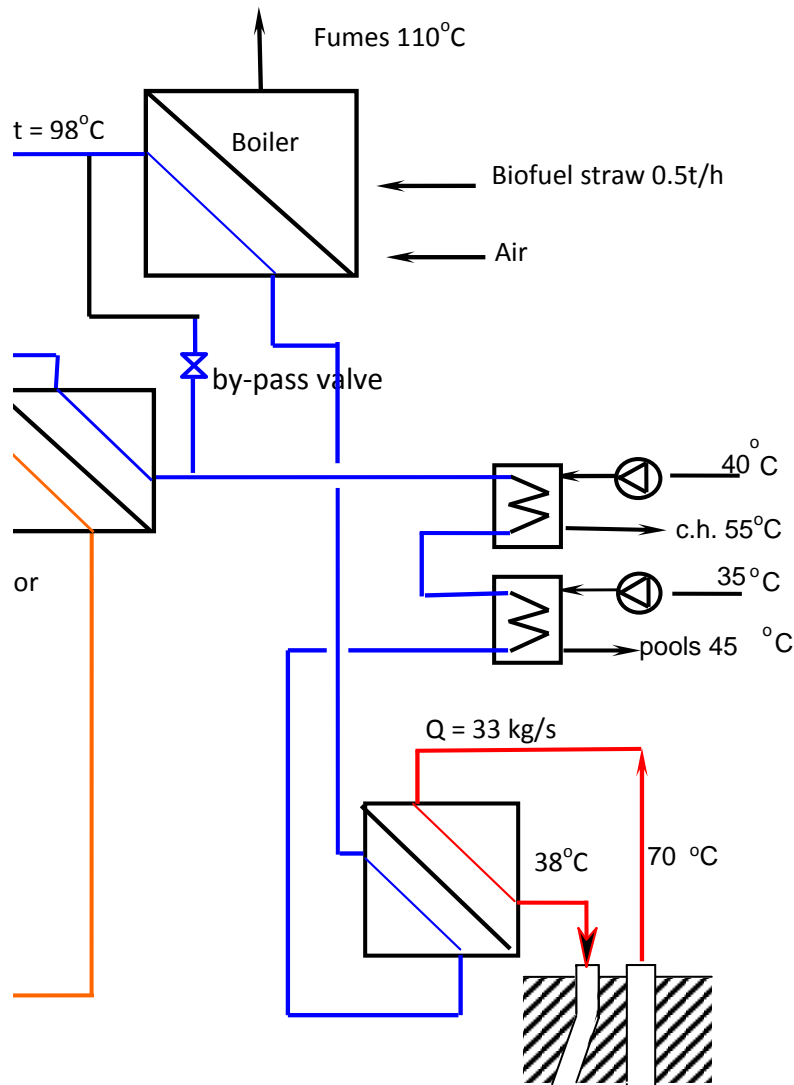 Fumes 110°C
t = 98°C
Boiler
Biofuel straw 0.5t/h
Air
by-pass valve
40°C
c.h. 55°C
or
35°C
pools 45 °C
Q = 33 kg/s
38°C
70 °C